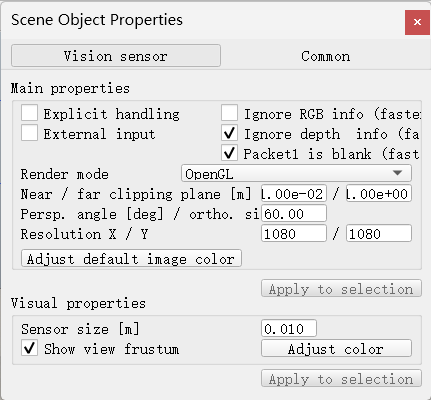 Scene Object Properties
Vision sensor Common
Main properties
Explicit handling Ignore RGB info (faster
External input Ignore depth info (fa
Packet1 is blank (fast
Render mode OpenGL
Near / far clipping plane [m] 1.00e-02 / 1.00e+00
Persp. angle [deg] / ortho. si 60.00
Resolution X / Y 1080 / 1080
Adjust default image color
Apply to selection
Visual properties
Sensor size [m] 0.010
Show view frustum Adjust color
Apply to selection